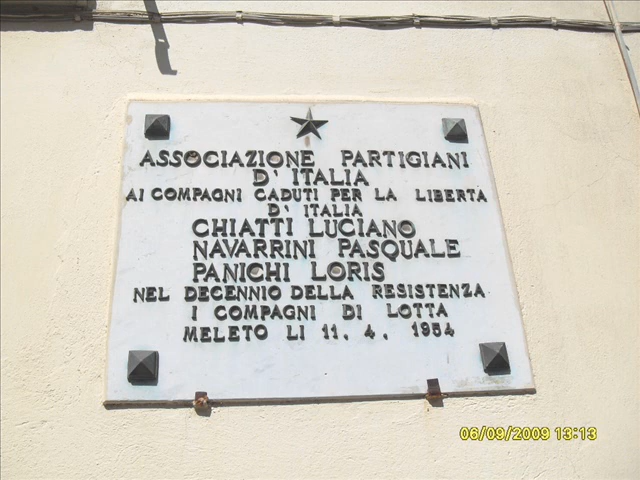 ASSOCIAZIONE PARTIGIANI
D'ITALIA
AI COMPAGNI CADUTI PER LA LIBERTÀ
D'ITALIA
CHIATTI LUCIANO
NAVARRINI PASQUALE
PANICHI LORIS
NEL DECENNIO DELLA RESISTENZA
I COMPAGNI DI LOTTA
MELETO LI 11. 4. 1954
06/09/2009 13:13